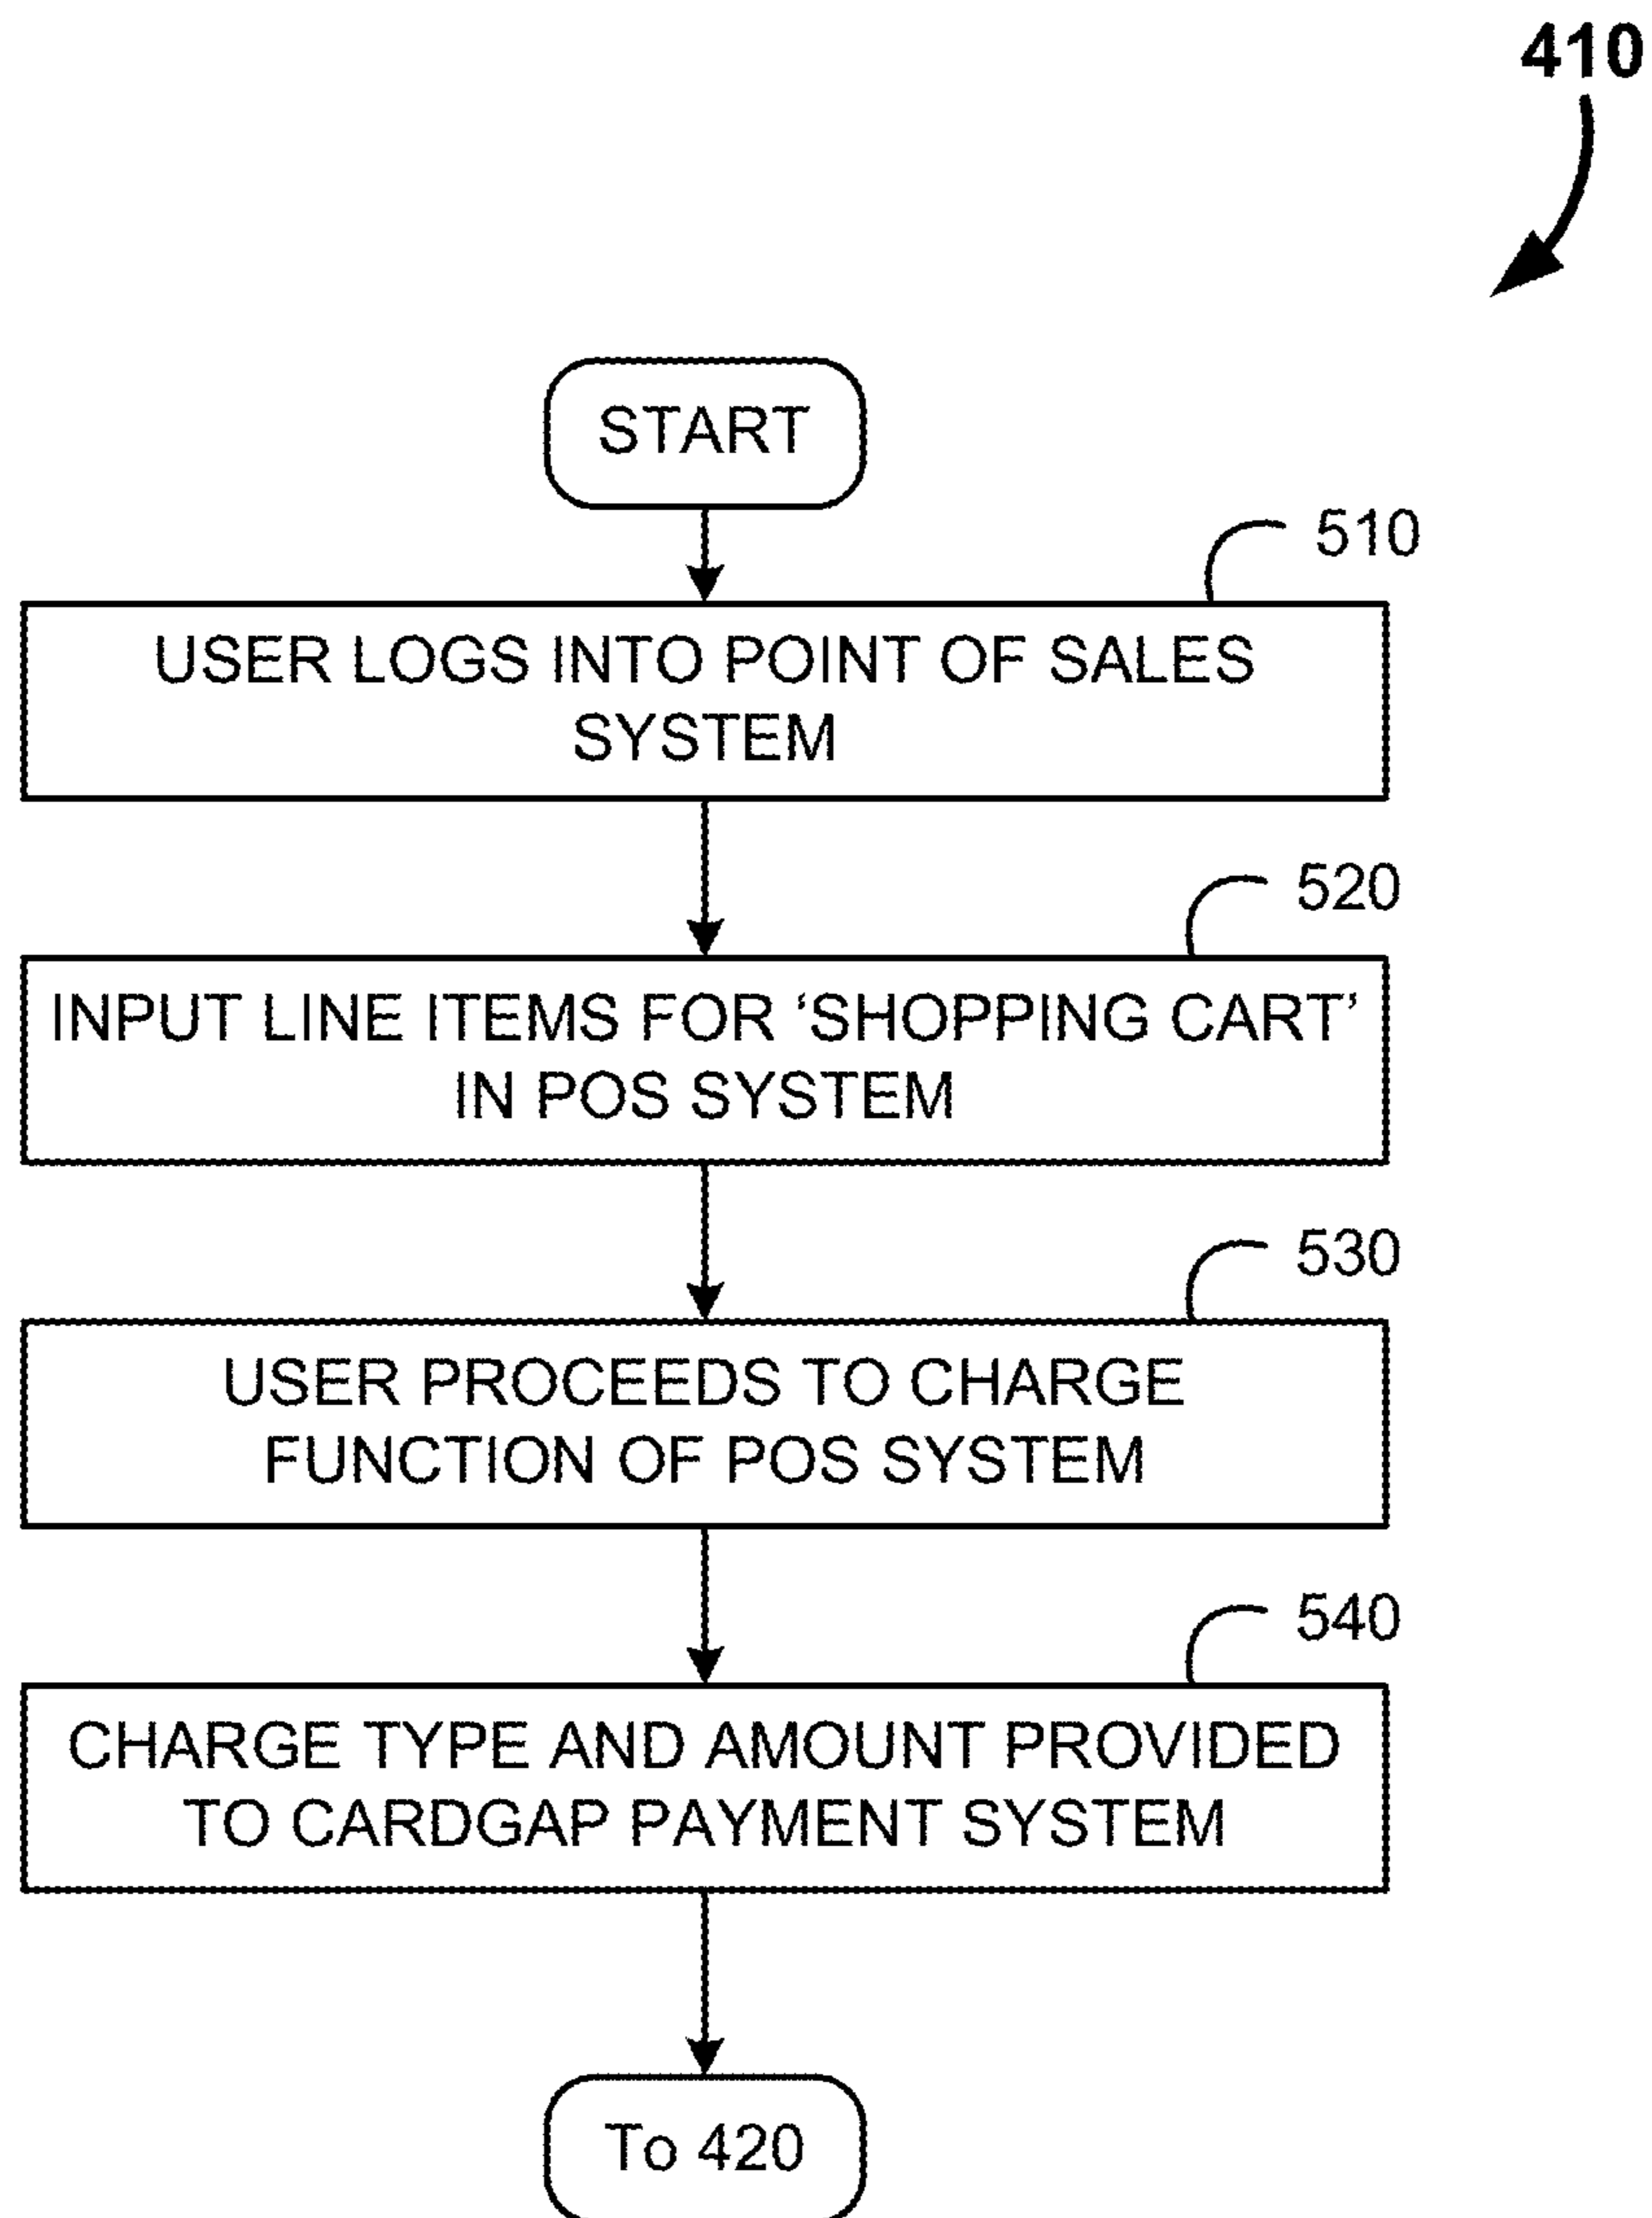 410
START
510
USER LOGS INTO POINT OF SALES
SYSTEM
520
INPUT LINE ITEMS FOR ‘SHOPPING CART’
IN POS SYSTEM
530
USER PROCEEDS TO CHARGE
FUNCTION OF POS SYSTEM
540
CHARGE TYPE AND AMOUNT PROVIDED
TO CARDGAP PAYMENT SYSTEM
To 420